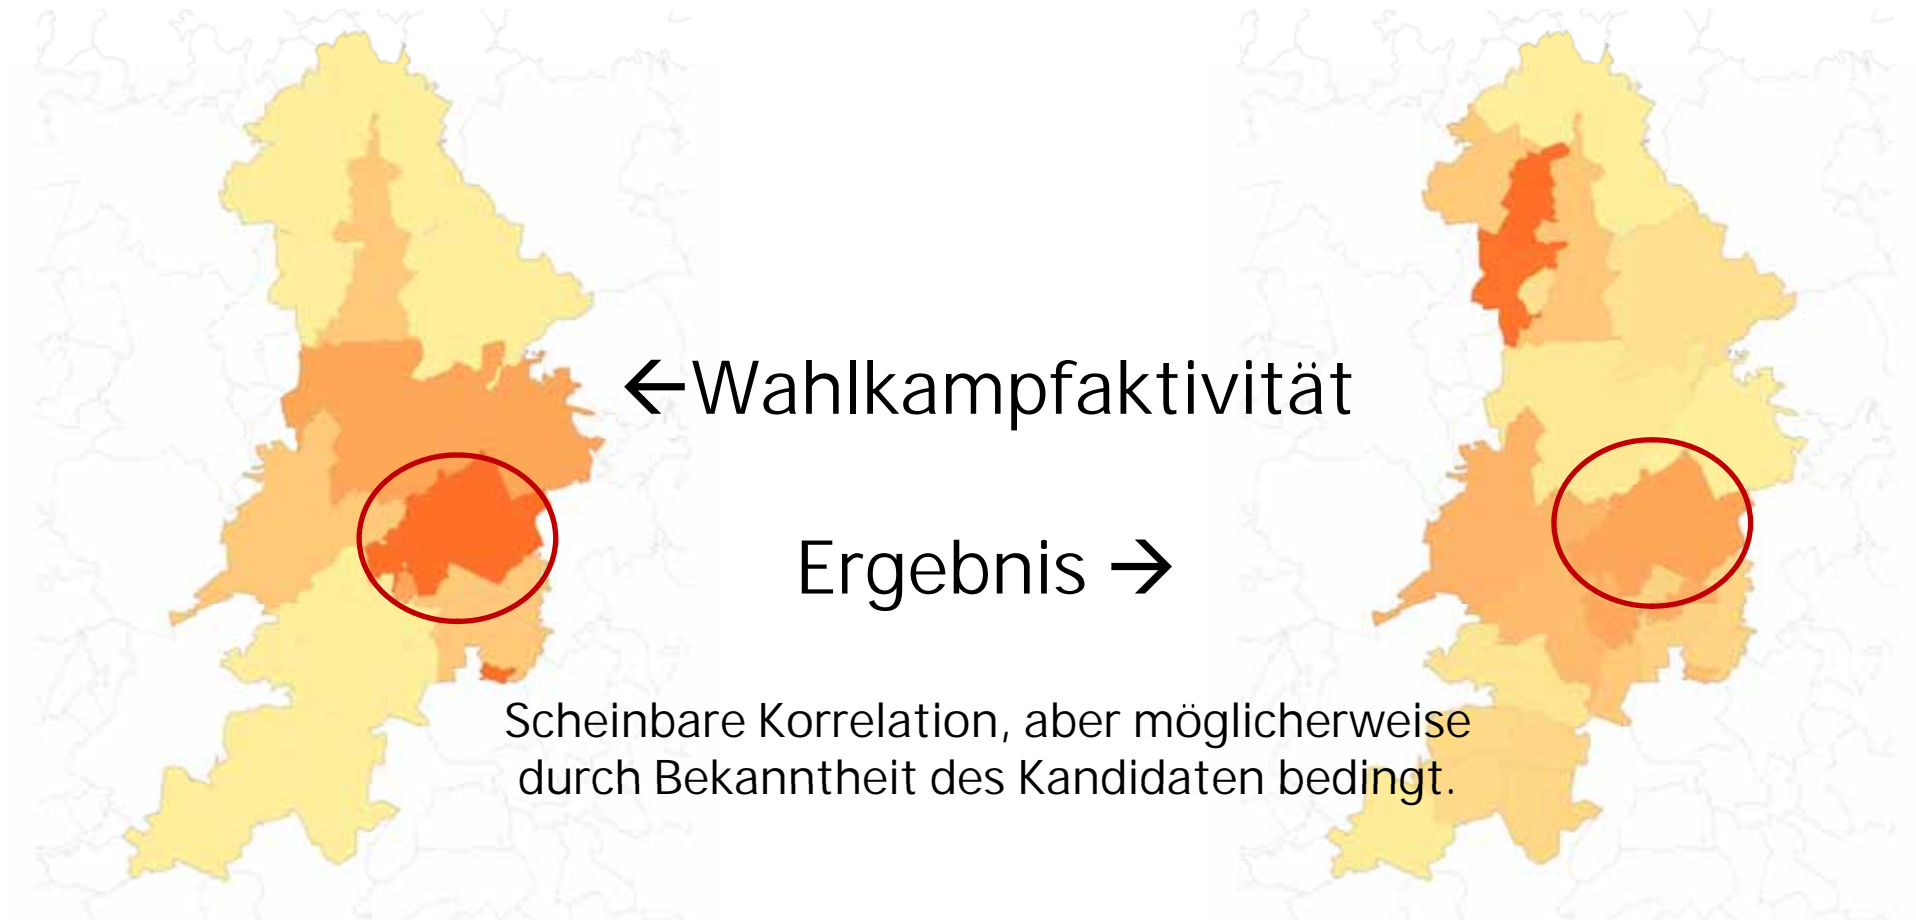 ←Wahlkampfaktivität
Ergebnis →
Scheinbare Korrelation, aber möglicherweise
durch Bekanntheit des Kandidaten bedingt.